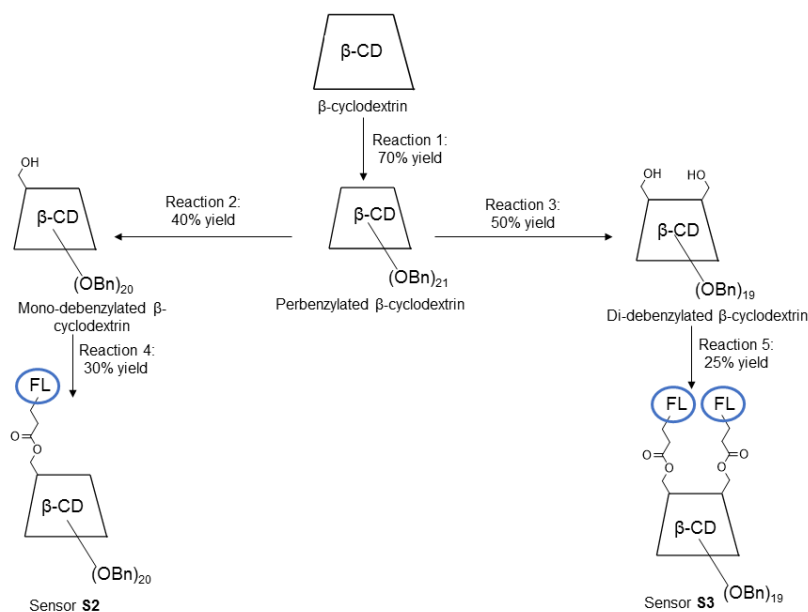 β-CD
β-cyclodextrin
Reaction 1:
70% yield
OH
β-CD
(OBn)20
Mono-debenzylated β-
cyclodextrin
Reaction 2:
40% yield
β-CD
(OBn)21
Perbenzylated β-cyclodextrin
Reaction 3:
50% yield
OH HO
β-CD
(OBn)19
Di-debenzylated β-cyclodextrin
Reaction 4:
30% yield
FL
O
O
β-CD
(OBn)20
Sensor S2
Reaction 5:
25% yield
FL FL
O O
O O
β-CD
(OBn)19
Sensor S3